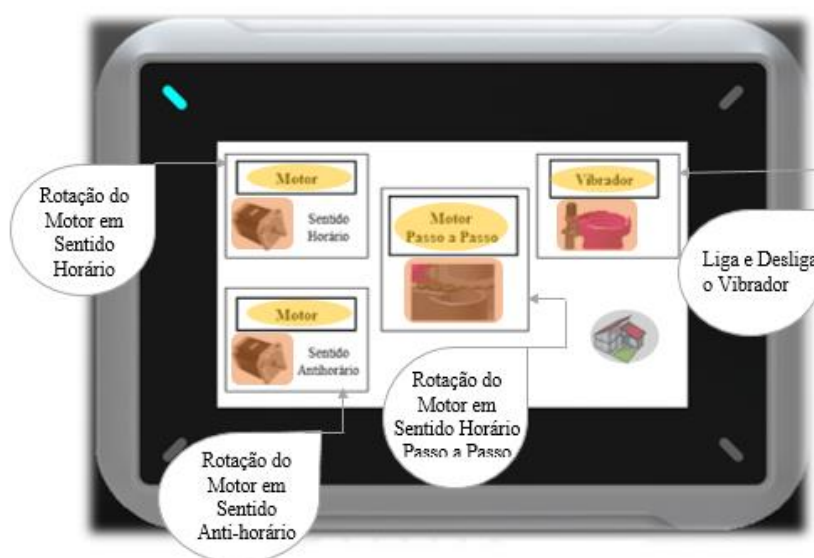 Rotação do
Motor em
Sentido
Horário
Motor
Sentido
Horário
Motor
Passo a Passo
Vibrador
Liga e Desliga
o Vibrador
Motor
Sentido
Antihorário
Rotação do
Motor em
Sentido Horário
Passo a Passo
Rotação do
Motor em
Sentido
Anti-horário